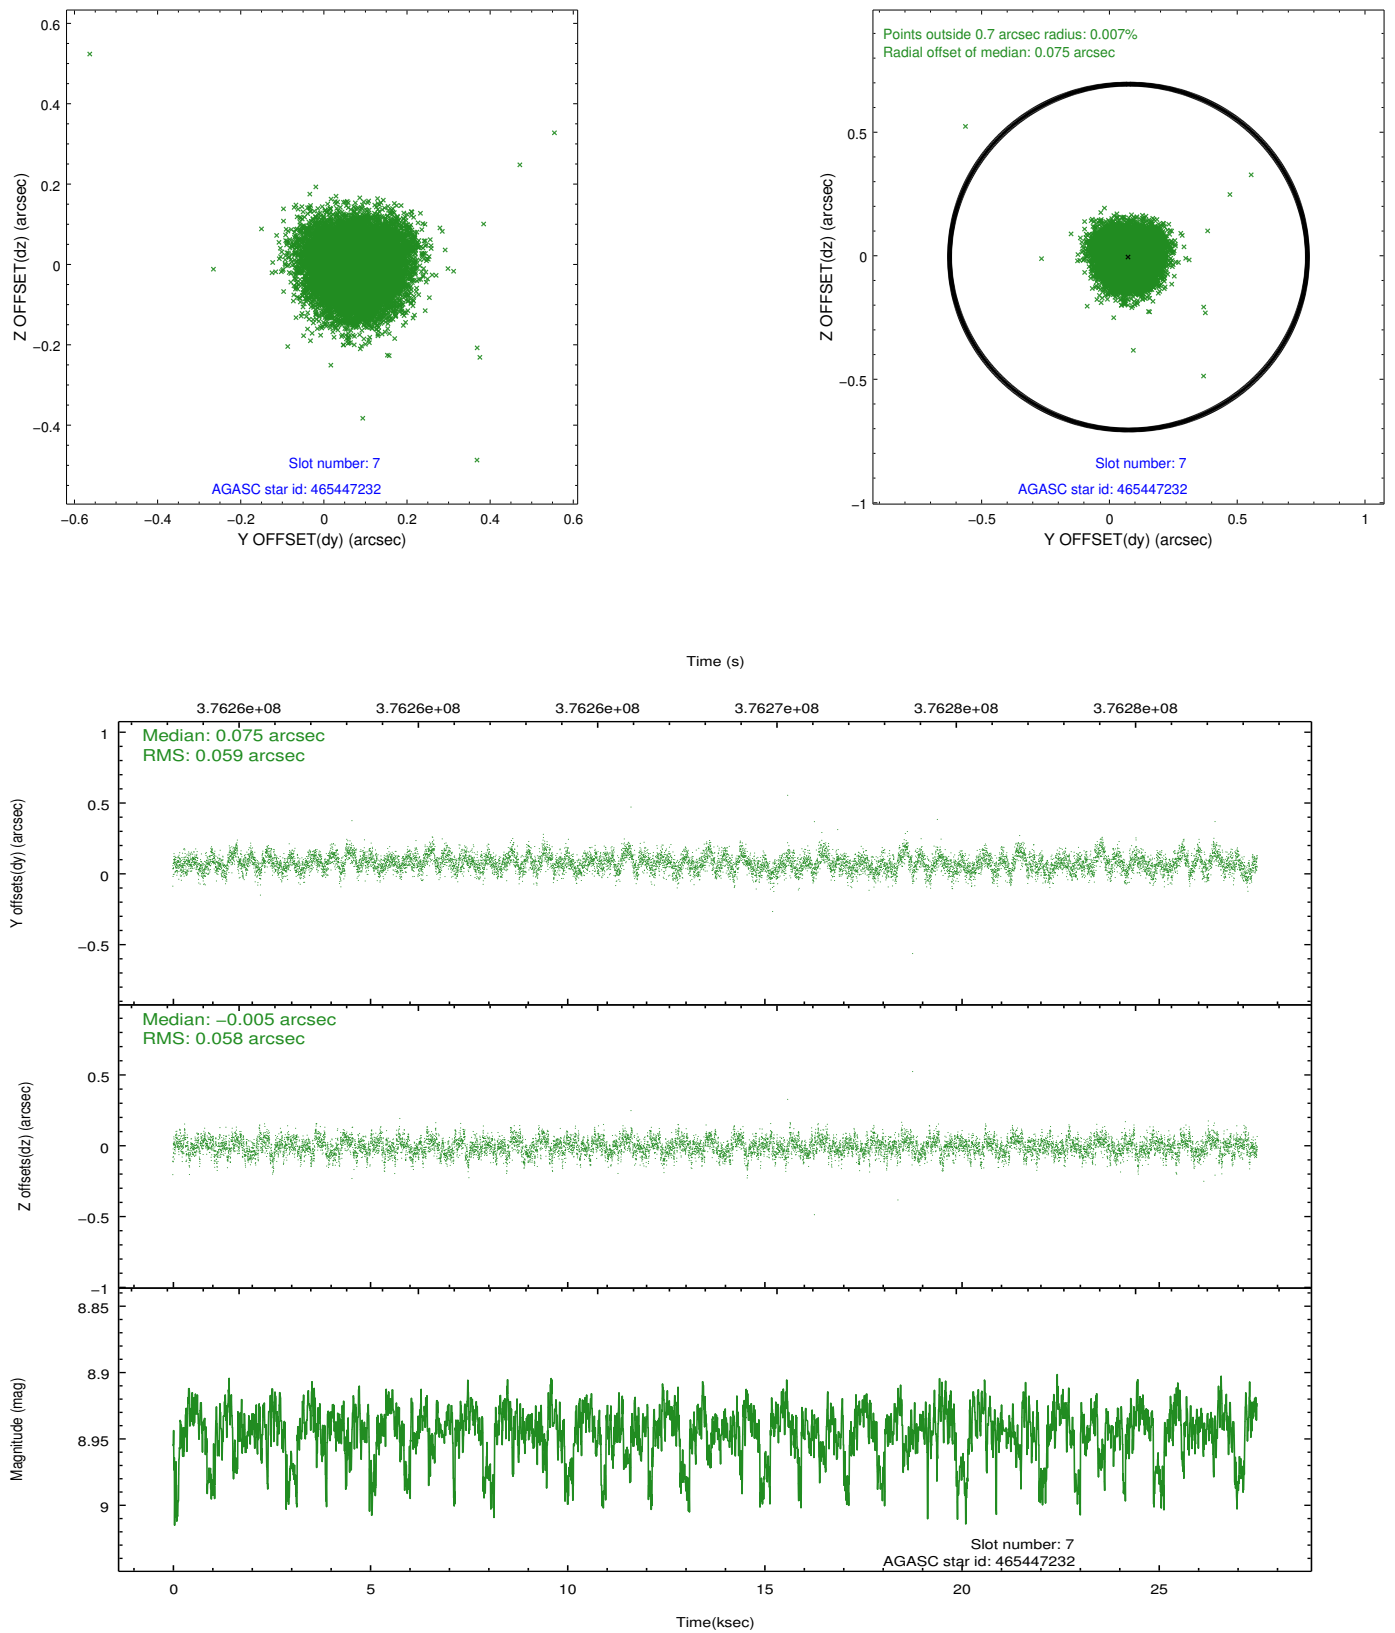 0.6
0.4
0.2
0
−0.2
−0.4
Z OFFSET(dz) (arcsec)
Slot number: 7
AGASC star id: 465447232
−0.6 −0.4 −0.2 0 0.2 0.4 0.6
Y OFFSET(dy) (arcsec)
Points outside 0.7 arcsec radius: 0.007%
Radial offset of median: 0.075 arcsec
0.5
0
−0.5
−1
Z OFFSET(dz) (arcsec)
Slot number: 7
AGASC star id: 465447232
−0.5 0 0.5 1
Y OFFSET(dy) (arcsec)
Time (s)
3.7626e+08 3.7626e+08 3.7626e+08 3.7627e+08 3.7628e+08 3.7628e+08
Median: 0.075 arcsec
RMS: 0.059 arcsec
1
0.5
0
−0.5
Y offsets(dy) (arcsec)
Median: −0.005 arcsec
RMS: 0.058 arcsec
0.5
0
−0.5
−1
Z offsets(dz) (arcsec)
8.85
8.9
8.95
9
Magnitude (mag)
Slot number: 7
AGASC star id: 465447232
0 5 10 15 20 25
Time(ksec)